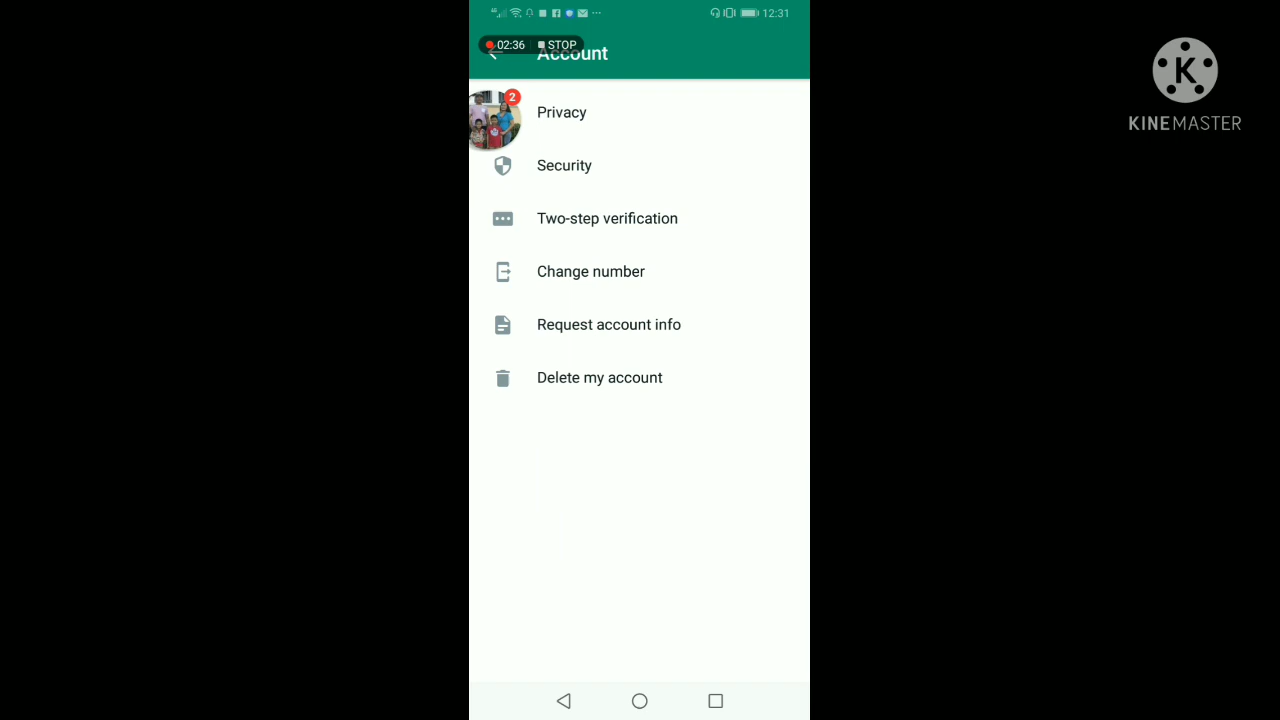 12:31
02:36 STOP
Account
2
Privacy
Security
Two-step verification
Change number
Request account info
Delete my account
K
KINEMASTER